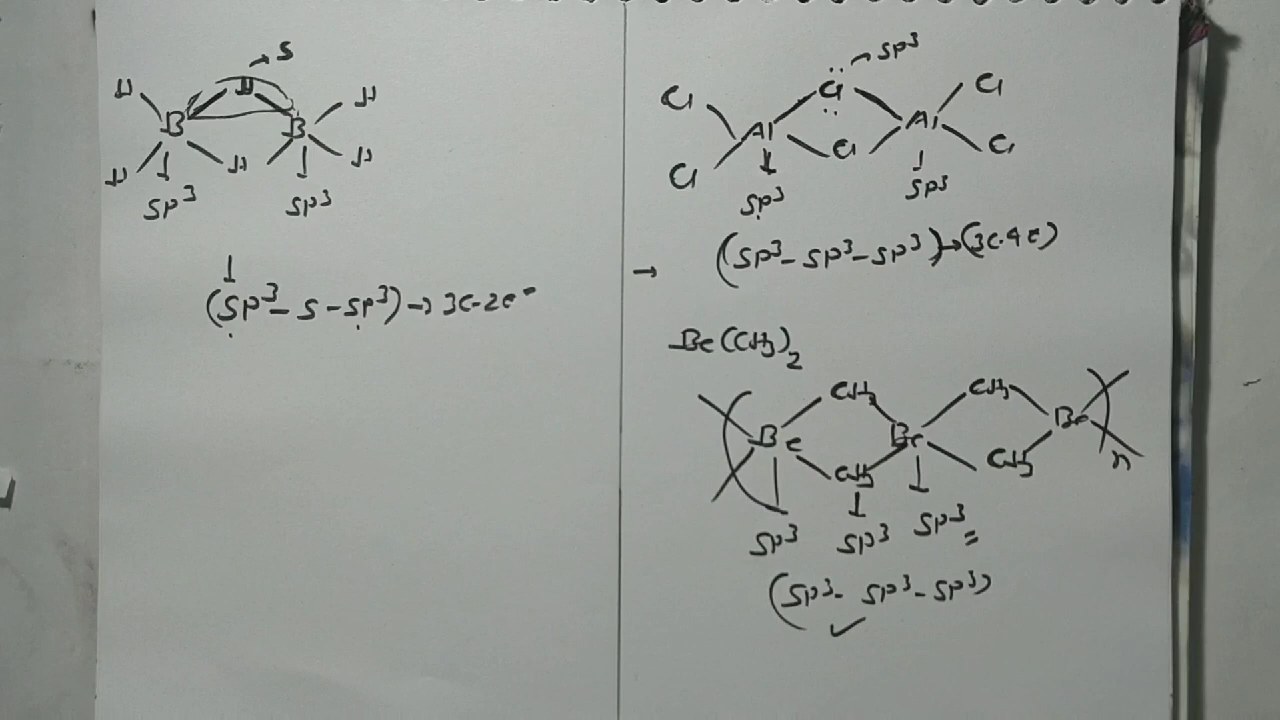 → S
H H H
B B
H H H
sp³ sp³
(sp³ - s - sp³) → 3c-2e⁻
→ sp³
Cl Cl Cl
Al Al
Cl Cl Cl
sp³ sp³
→ (sp³ - sp³ - sp³) → (3c-4e)
Be(CH3)2
CH3 CH3
Be Be Be
CH3 CH3 n
sp³ sp³ sp³
(sp³ - sp³ - sp³)
✓